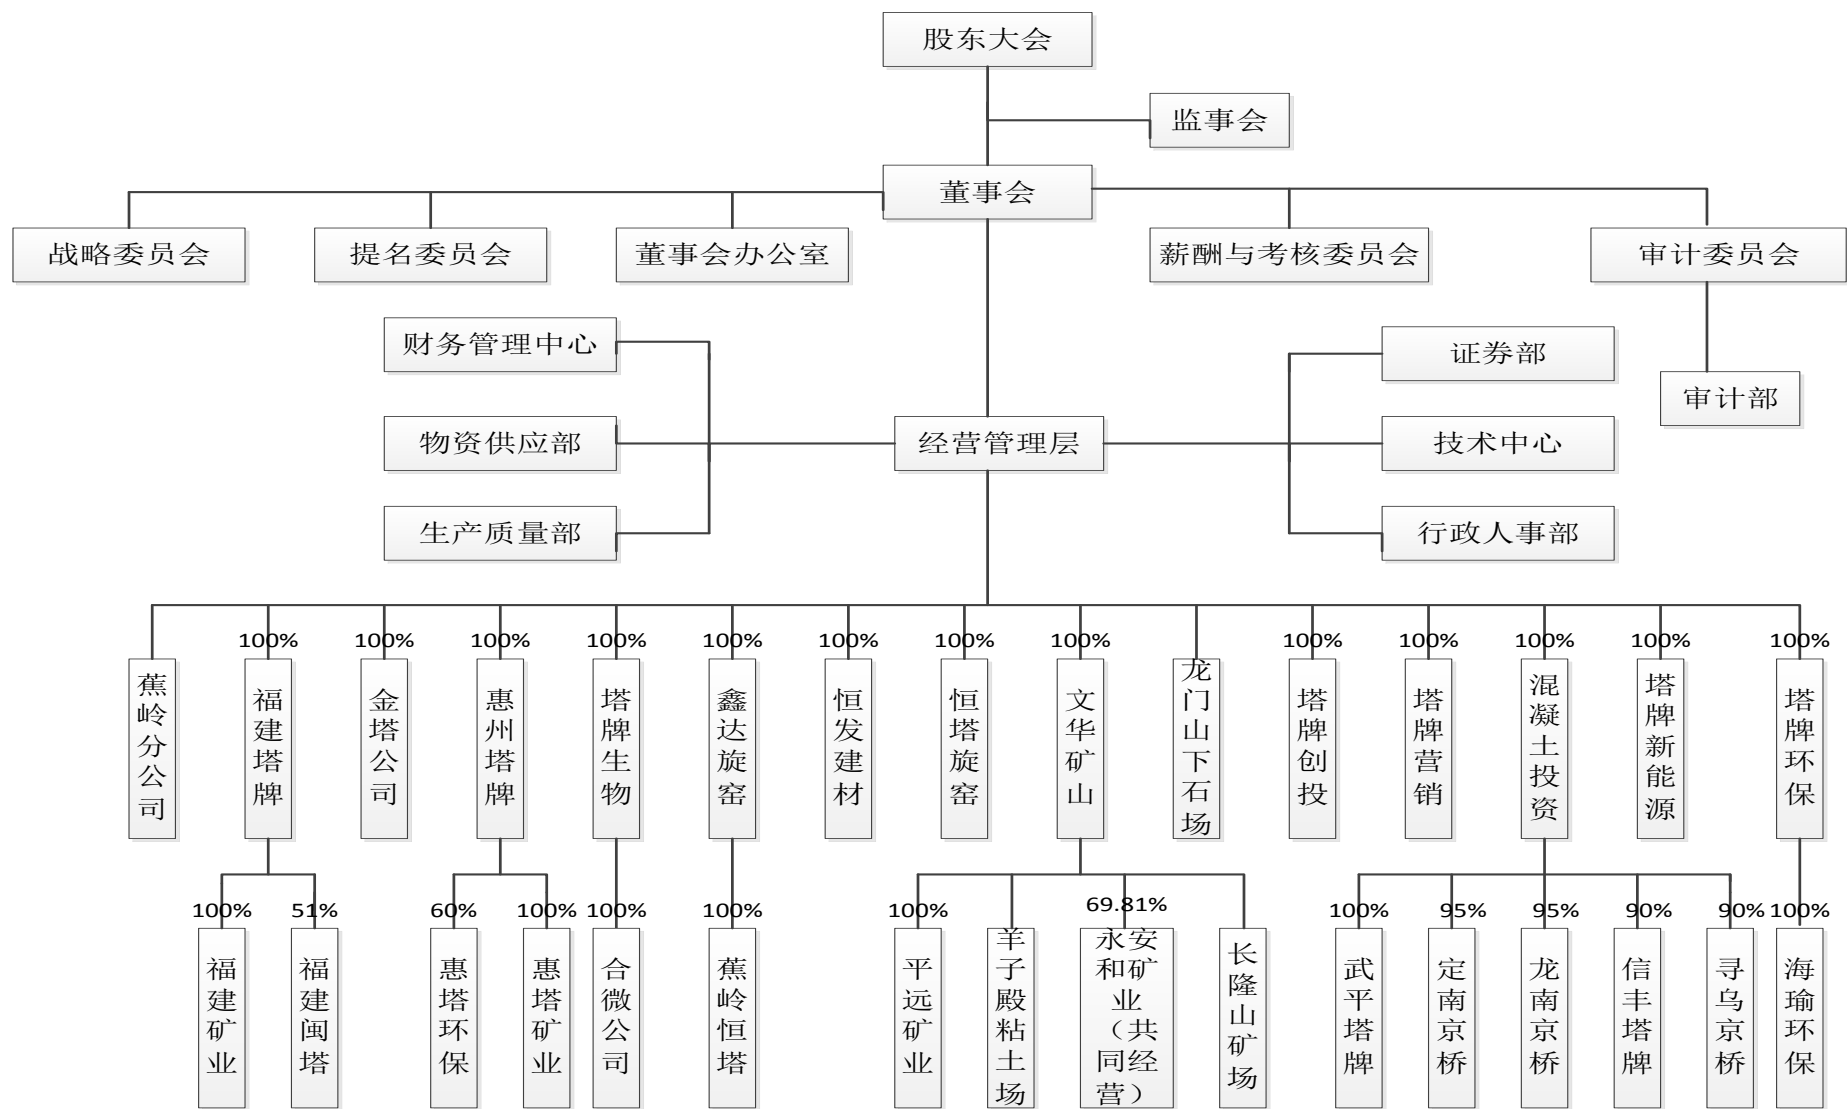 股东大会
监事会
董事会
战略委员会
提名委员会
董事会办公室
薪酬与考核委员会
审计委员会
财务管理中心
证券部
审计部
物资供应部
经营管理层
技术中心
生产质量部
行政人事部
100%
100%
100%
100%
100%
100%
100%
100%
100%
100%
100%
100%
100%
蕉岭分公司
福建塔牌
金塔公司
惠州塔牌
塔牌生物
鑫达旋窑
恒发建材
恒塔旋窑
文华矿山
龙门山下石场
塔牌创投
塔牌营销
混凝土投资
塔牌新能源
塔牌环保
100%
51%
60%
100%
100%
100%
100%
69.81%
100%
95%
95%
90%
90%
100%
福建矿业
福建闽塔
惠塔环保
惠塔矿业
合微公司
蕉岭恒塔
平远矿业
羊子殿粘土场
永安
和矿
业
（共
同经
营）
长隆山矿场
武平塔牌
定南京桥
龙南京桥
信丰塔牌
寻乌京桥
海瑜环保